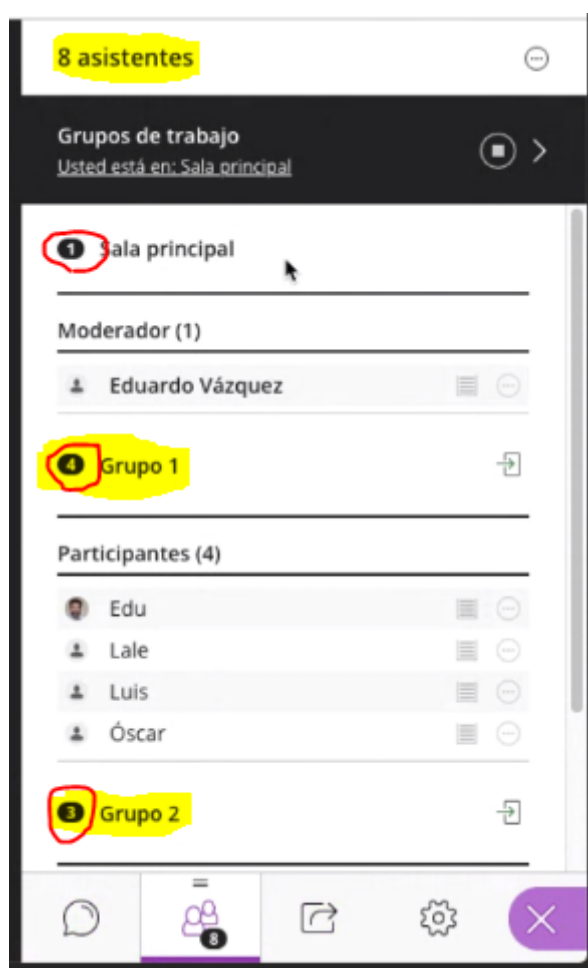 8 asistentes
Grupos de trabajo
Usted está en: Sala principal
1 Sala principal
Moderador (1)
Eduardo Vázquez
4 Grupo 1
Participantes (4)
Edu
Lale
Luis
Óscar
3 Grupo 2
8